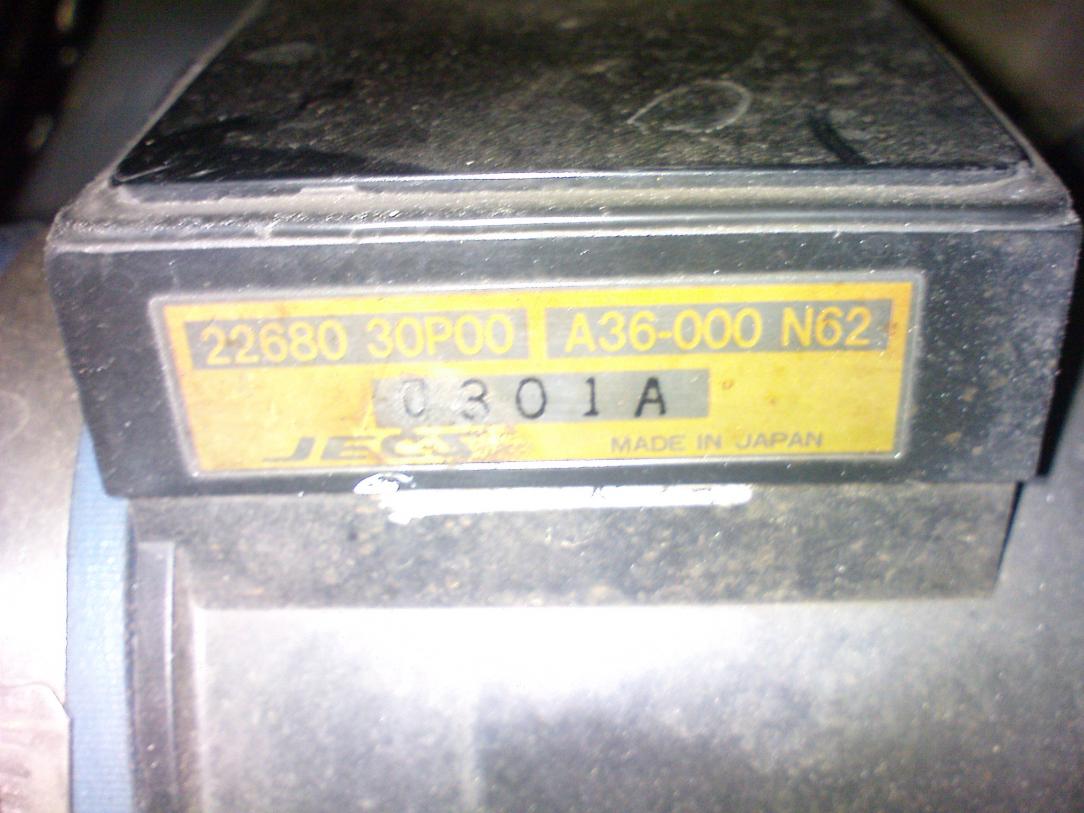 22680 30P00 A36-000 N62
0301A
JECS MADE IN JAPAN